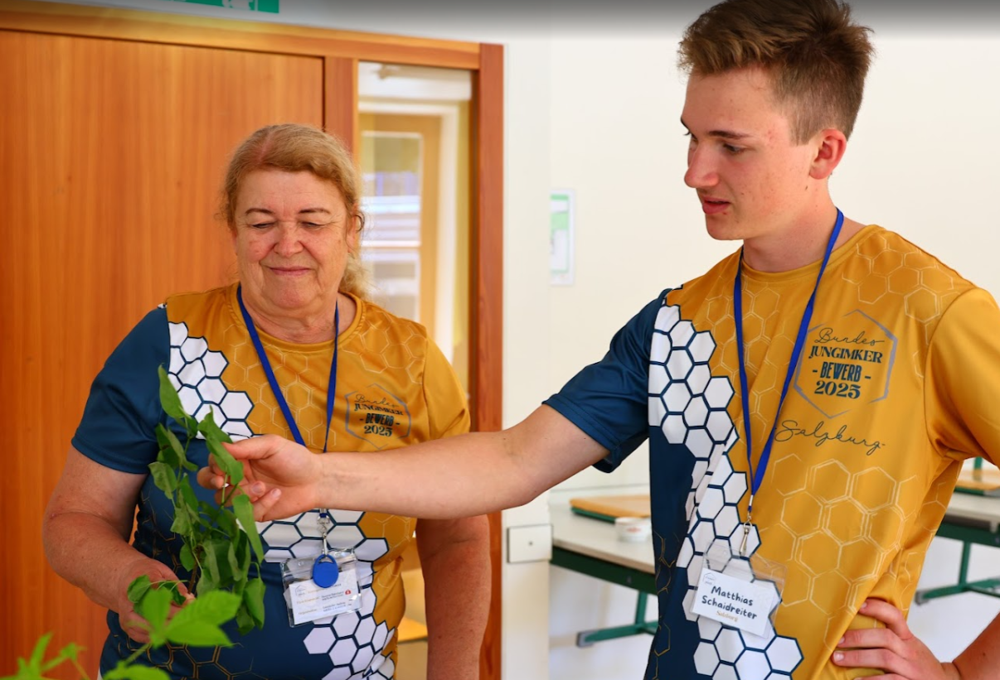 Bundes
JUNGIMKER
- BEWERB -
2025
Bundes
JUNGIMKER
- BEWERB -
2025
Salzburg
Matthias
Schaidreiter
Salzburg